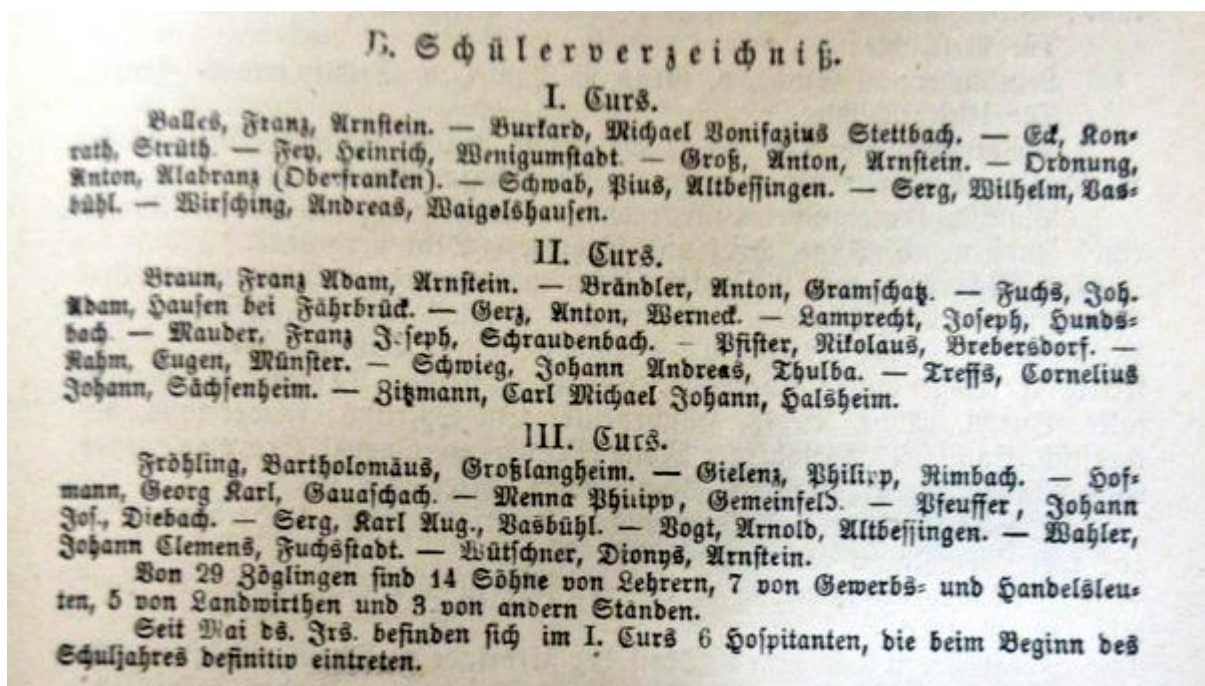 B. Schülerverzeichniß.
I. Curs.
Balles, Franz, Arnstein. — Burkard, Michael Bonifazius Stettbach. — Eck, Kon-
rath, Strüth. — Fey, Heinrich, Wenigumstadt. — Groß, Anton, Arnstein. — Ordnung,
Anton, Alabranz (Oberfranken). — Schwab, Pius, Altbessingen. — Serg, Wilhelm, Vas-
bühl. — Wirsching, Andreas, Waigolshausen.
II. Curs.
Braun, Franz Adam, Arnstein. — Brändler, Anton, Gramschatz. — Fuchs, Joh.
Adam, Hausen bei Fährbrück. — Gerz, Anton, Werneck. — Lamprecht, Joseph, Hunds-
bach. — Mauder, Franz Joseph, Schraudenbach. — Pfister, Nikolaus, Brebersdorf. —
Rahm, Eugen, Münster. — Schwieg, Johann Andreas, Thulba. — Treffs, Cornelius
Johann, Sächsenheim. — Zitzmann, Carl Michael Johann, Halsheim.
III. Curs.
Fröhling, Bartholomäus, Großlangheim. — Gielenz, Philipp, Rimbach. — Hof-
mann, Georg Karl, Gauaschach. — Menna Philipp, Gemeinfeld. — Pfeuffer, Johann
Jos., Diebach. — Serg, Karl Aug., Vasbühl. — Vogt, Arnold, Altbessingen. — Wahler,
Johann Clemens, Fuchsstadt. — Wütschner, Dionys, Arnstein.
Von 29 Zöglingen sind 14 Söhne von Lehrern, 7 von Gewerbs- und Handelsleu-
ten, 5 von Landwirthen und 3 von andern Ständen.
Seit Mai ds. Jrs. befinden sich im I. Curs 6 Hospitanten, die beim Beginn des
Schuljahres definitiv eintreten.